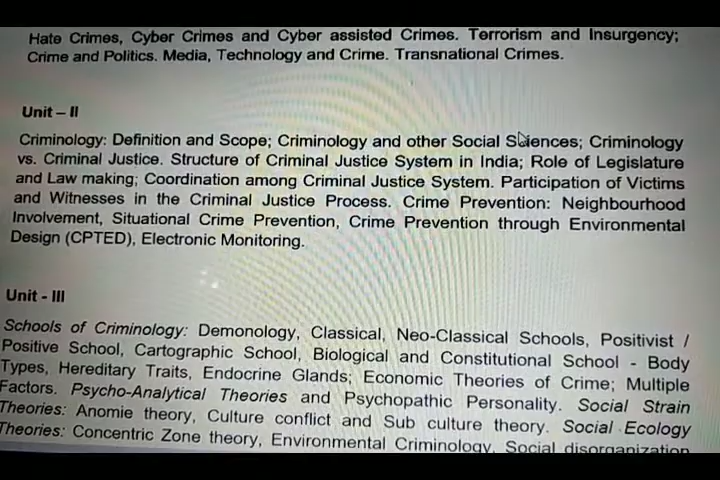 Hate Crimes, Cyber Crimes and Cyber assisted Crimes. Terrorism and Insurgency;
Crime and Politics. Media, Technology and Crime. Transnational Crimes.
Unit – II
Criminology: Definition and Scope; Criminology and other Social Sciences; Criminology
vs. Criminal Justice. Structure of Criminal Justice System in India; Role of Legislature
and Law making; Coordination among Criminal Justice System. Participation of Victims
and Witnesses in the Criminal Justice Process. Crime Prevention: Neighbourhood
Involvement, Situational Crime Prevention, Crime Prevention through Environmental
Design (CPTED), Electronic Monitoring.
Unit - III
Schools of Criminology: Demonology, Classical, Neo-Classical Schools, Positivist /
Positive School, Cartographic School, Biological and Constitutional School - Body
Types, Hereditary Traits, Endocrine Glands; Economic Theories of Crime; Multiple
Factors. Psycho-Analytical Theories and Psychopathic Personality. Social Strain
Theories: Anomie theory, Culture conflict and Sub culture theory. Social Ecology
Theories: Concentric Zone theory, Environmental Criminology, Social disorganization